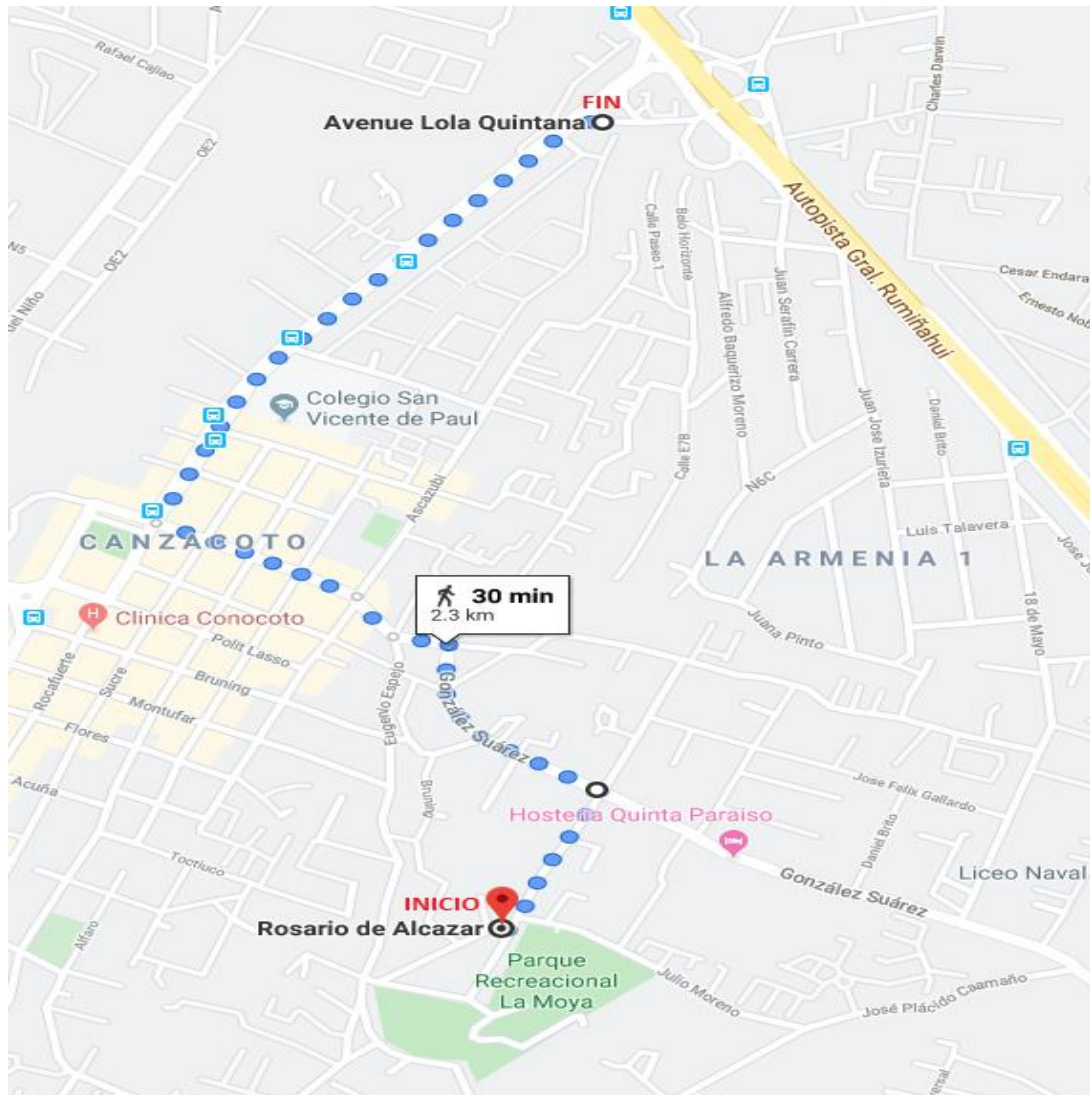 Rafael Cajiao
OE2
Charles Darwin
FIN
Avenue Lola Quintana
Autopista Gral. Rumiñahui
N5
OE2
Calle Paseo 1
Belo Horizonte
Alfredo Baquerizo Moreno
Juan Serafín Carrera
Cesar Endara
del Niño
Colegio San
Vicente de Paul
Juan Jose Izurieta
Daniel Brito
Calle E7B
Ascazubi
N6C
Luis Talavera
CANZACOTO
LA ARMENIA 1
30 min
2.3 km
H
Clinica Conocoto
18 de Mayo
Juana Pinto
Polit Lasso
Rocafuerte
Sucre
Bruning
Eugenio Espejo
Montufar
González Suárez
Flores
Acuña
Bruning
Jose Felix Gallardo
Hosteria Quinta Paraiso
Daniel Brito
Toctiuco
González Suárez
Liceo Naval
INICIO
Rosario de Alcazar
Alfaro
Parque
Recreacional
La Moya
Julio Moreno
José Plácido Caamaño